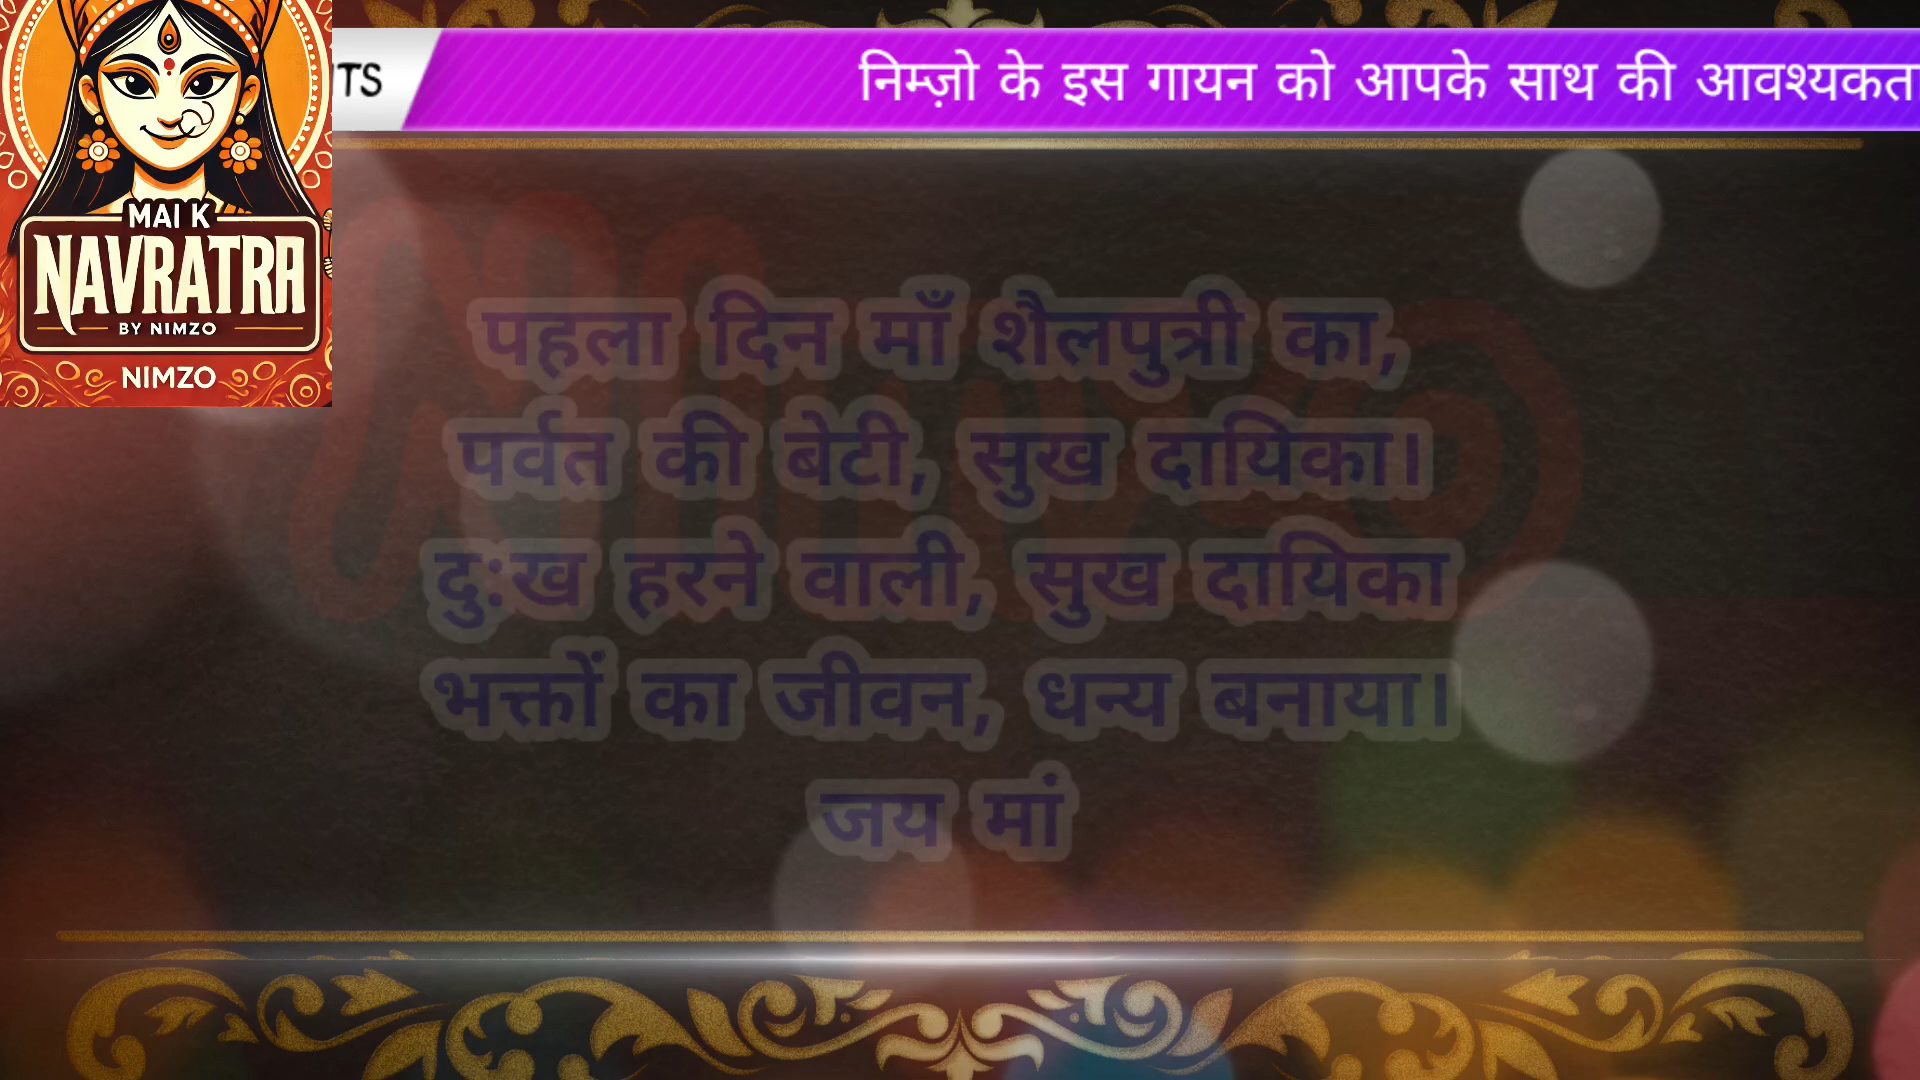 TS
निम्ज़ो के इस गायन को आपके साथ की आवश्यकता
MAI K
NAVRATRA
BY NIMZO
NIMZO
पहला दिन माँ शैलपुत्री का,
पर्वत की बेटी, सुख दायिका।
दु:ख हरने वाली, सुख दायिका
भक्तों का जीवन, धन्य बनाया।
जय मां